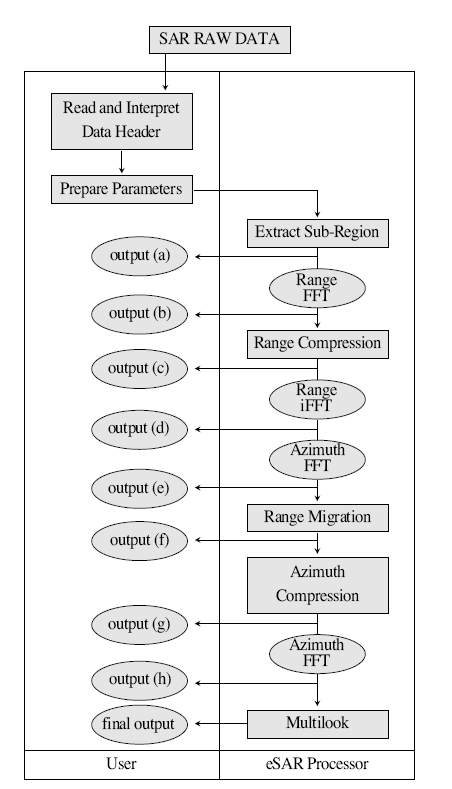 SAR RAW DATA
Read and Interpret
Data Header
Prepare Parameters
Extract Sub-Region
output (a)
Range
FFT
output (b)
Range Compression
output (c)
Range
iFFT
output (d)
Azimuth
FFT
output (e)
Range Migration
output (f)
Azimuth
Compression
output (g)
Azimuth
FFT
output (h)
final output
Multilook
User
eSAR Processor